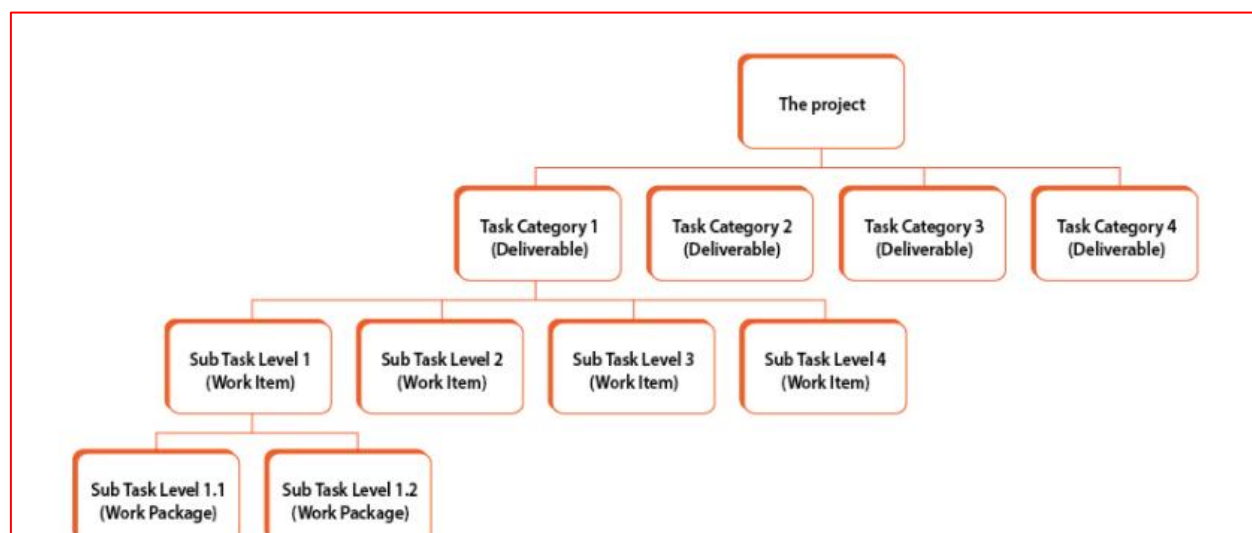 The project
Task Category 1
(Deliverable)
Task Category 2
(Deliverable)
Task Category 3
(Deliverable)
Task Category 4
(Deliverable)
Sub Task Level 1
(Work Item)
Sub Task Level 2
(Work Item)
Sub Task Level 3
(Work Item)
Sub Task Level 4
(Work Item)
Sub Task Level 1.1
(Work Package)
Sub Task Level 1.2
(Work Package)